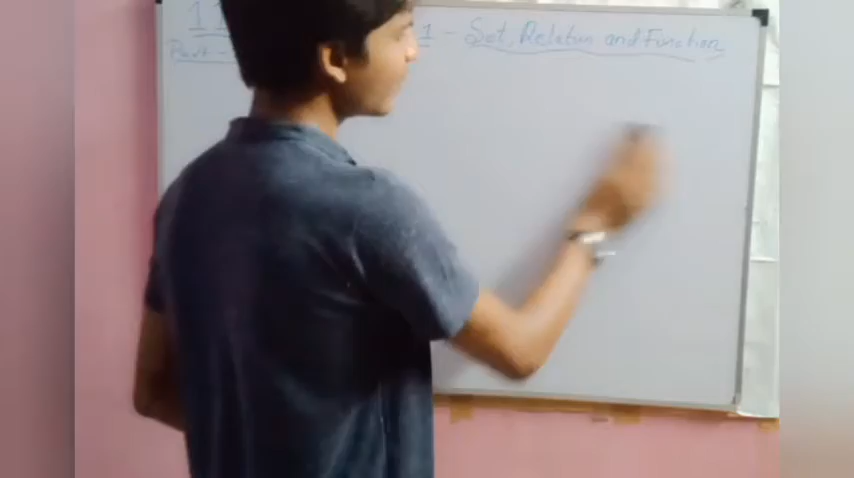 11 1 - Set, Relation and Function
Part -